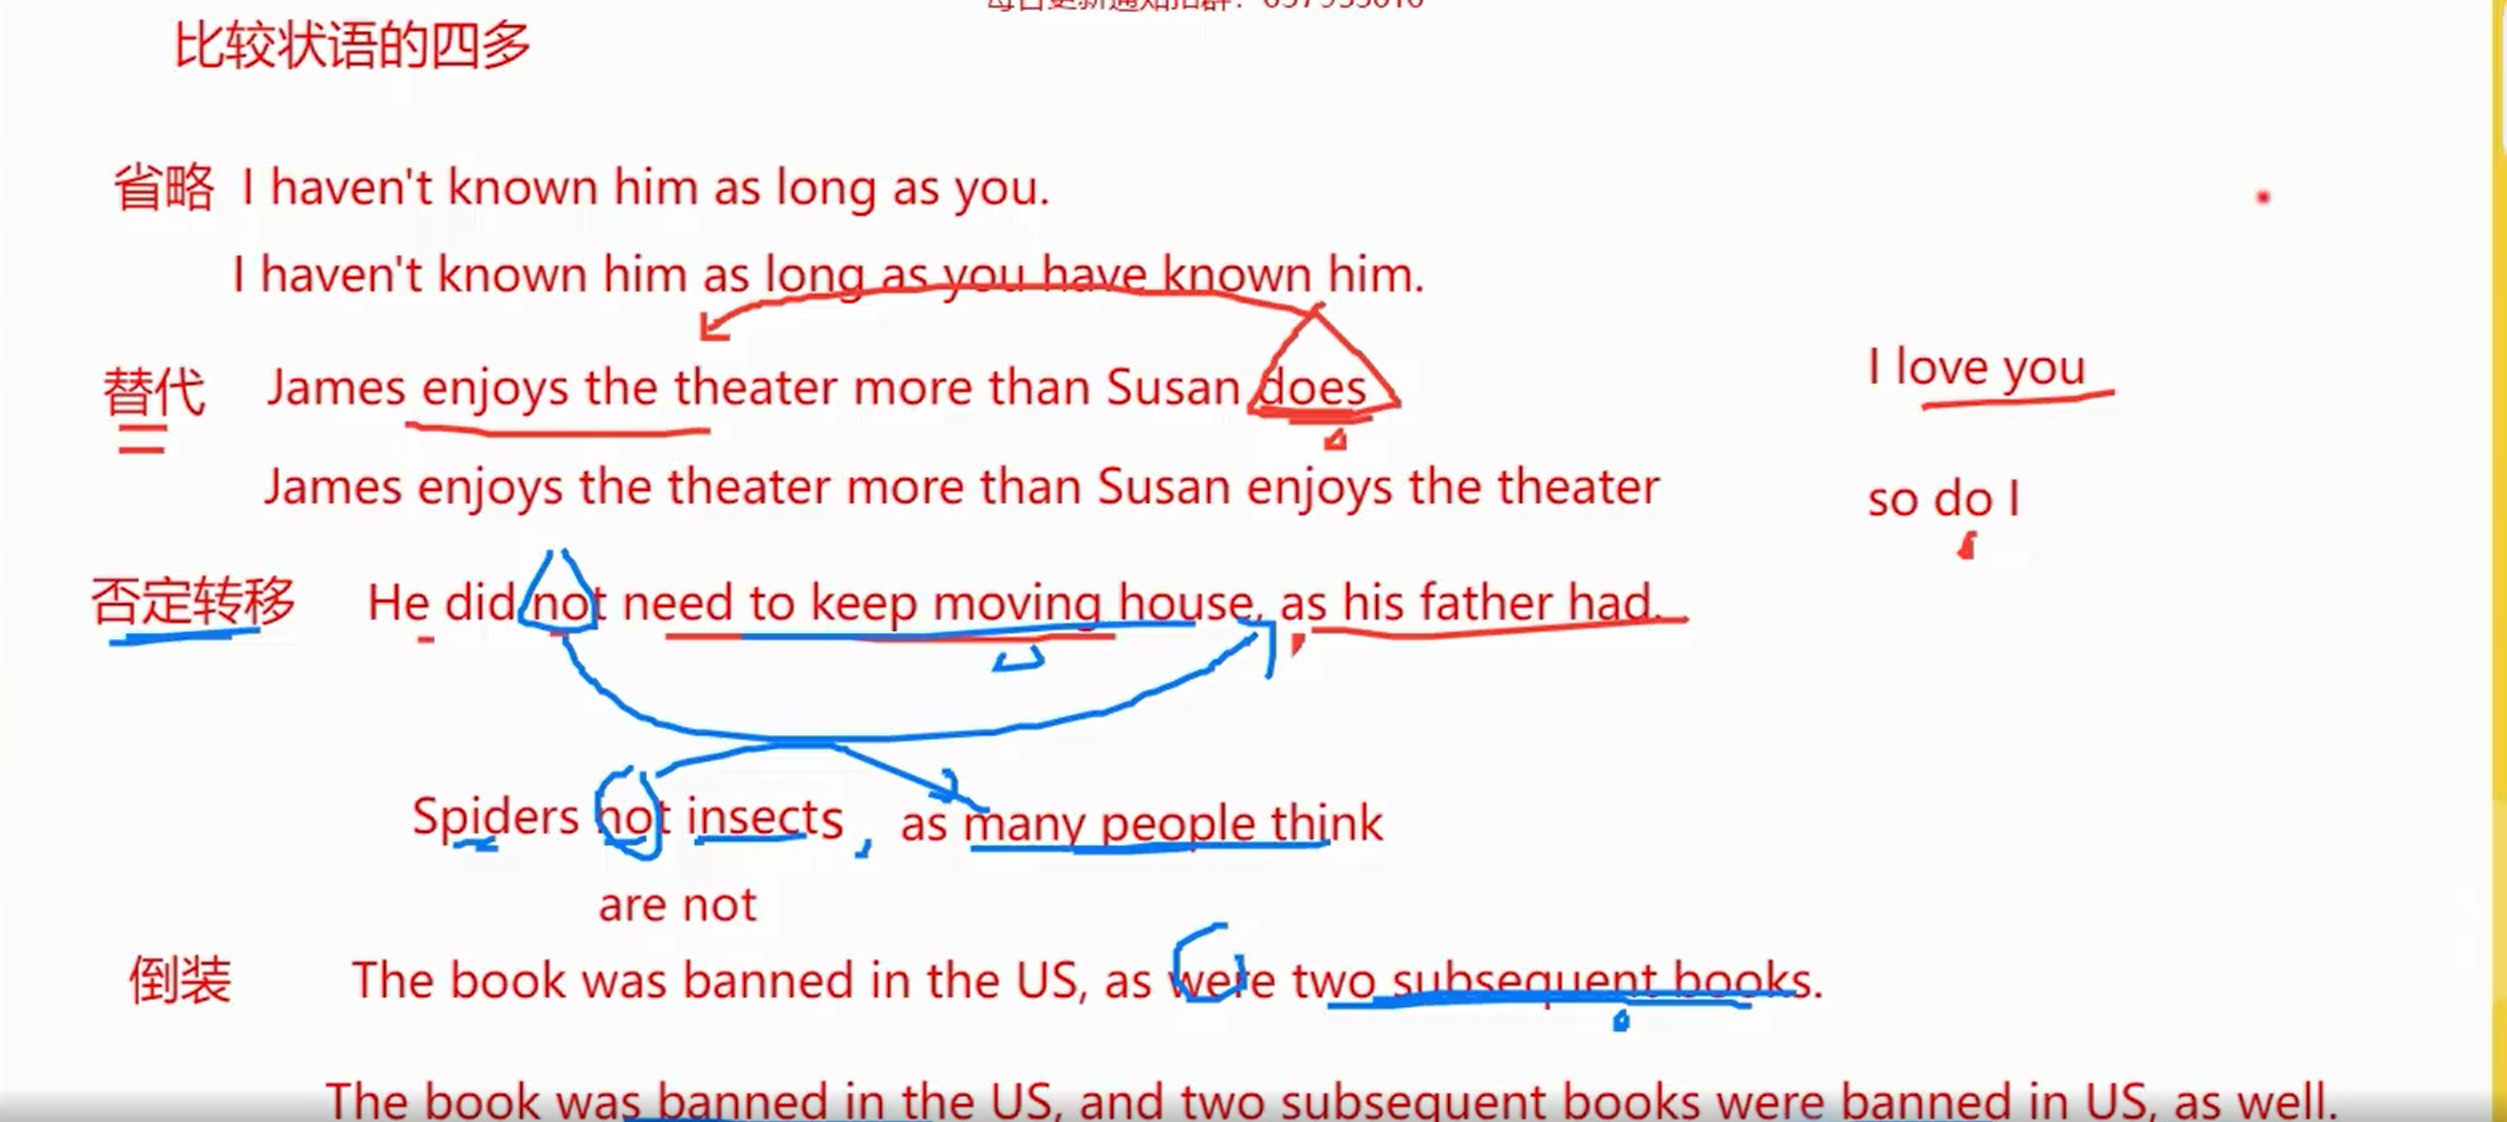 比较状语的四多
省略 I haven't known him as long as you.
I haven't known him as long as you have known him.
替代 James enjoys the theater more than Susan does
I love you
James enjoys the theater more than Susan enjoys the theater
so do I
否定转移 He did not need to keep moving house, as his father had.
Spiders not insects , as many people think
are not
倒装 The book was banned in the US, as were two subsequent books.
The book was banned in the US, and two subsequent books were banned in US, as well.